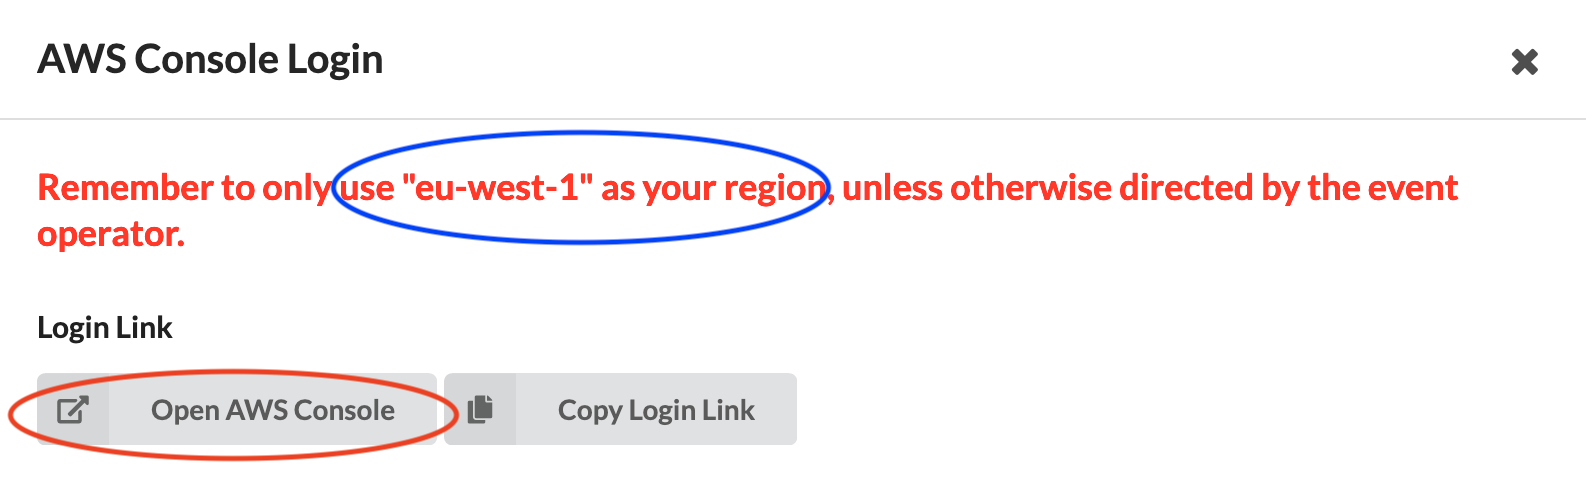 AWS Console Login
Remember to only use "eu-west-1" as your region, unless otherwise directed by the event
operator.
Login Link
Open AWS Console
Copy Login Link